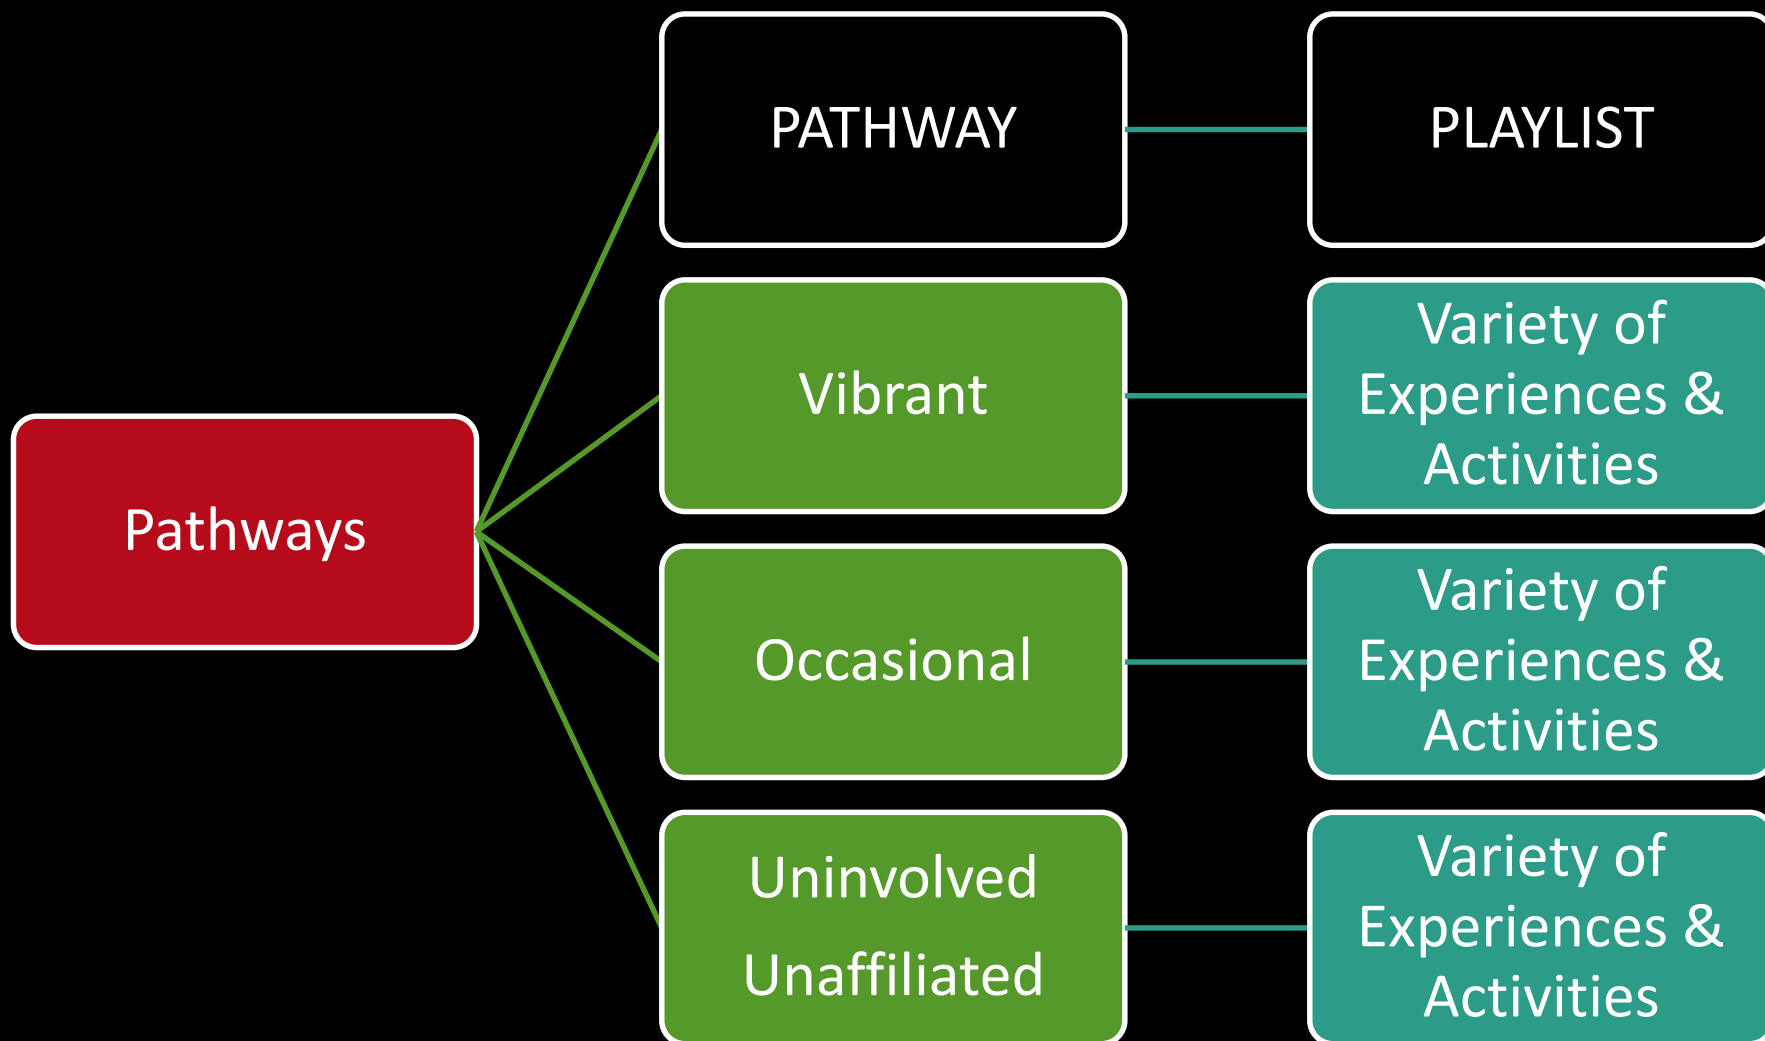 PATHWAY
PLAYLIST
Pathways
Vibrant
Variety of
Experiences &
Activities
Occasional
Variety of
Experiences &
Activities
Uninvolved
Unaffiliated
Variety of
Experiences &
Activities